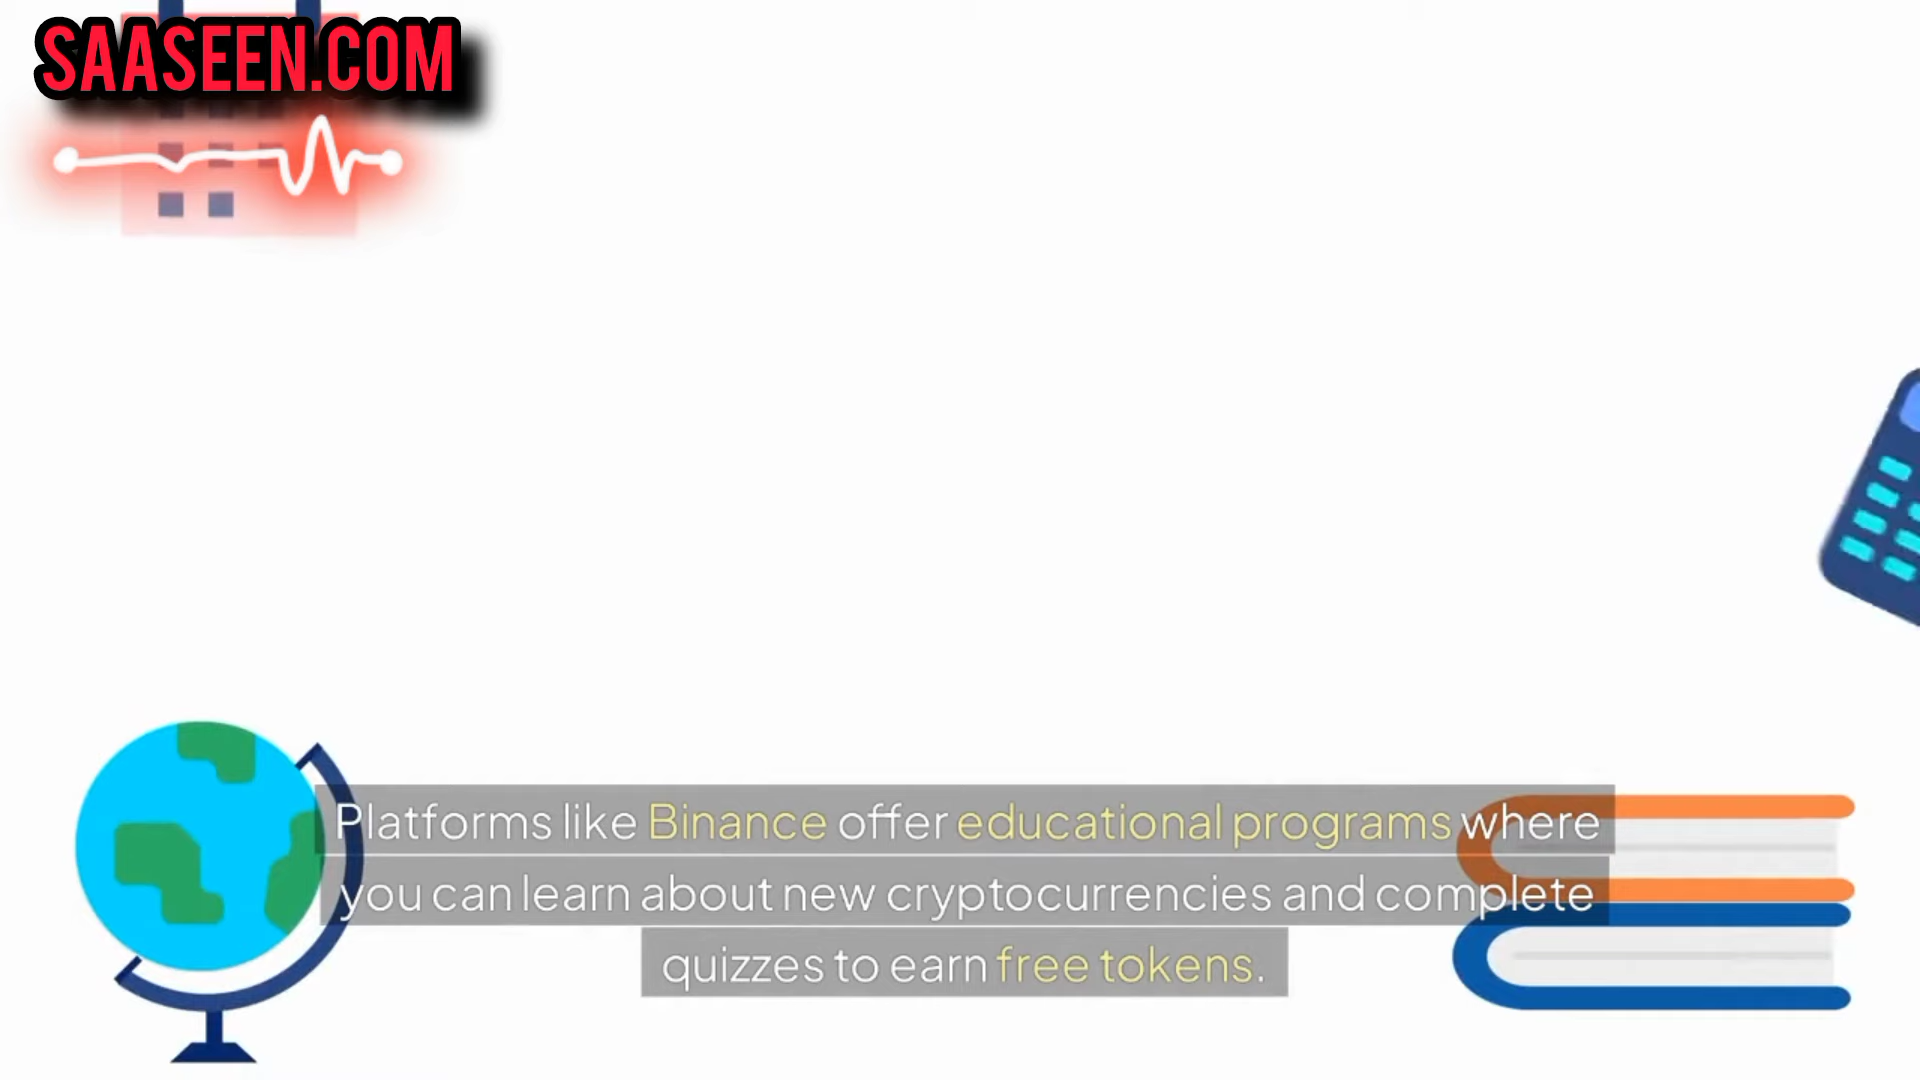 SAASEEN.COM
Platforms like Binance offer educational programs where
you can learn about new cryptocurrencies and complete
quizzes to earn free tokens.